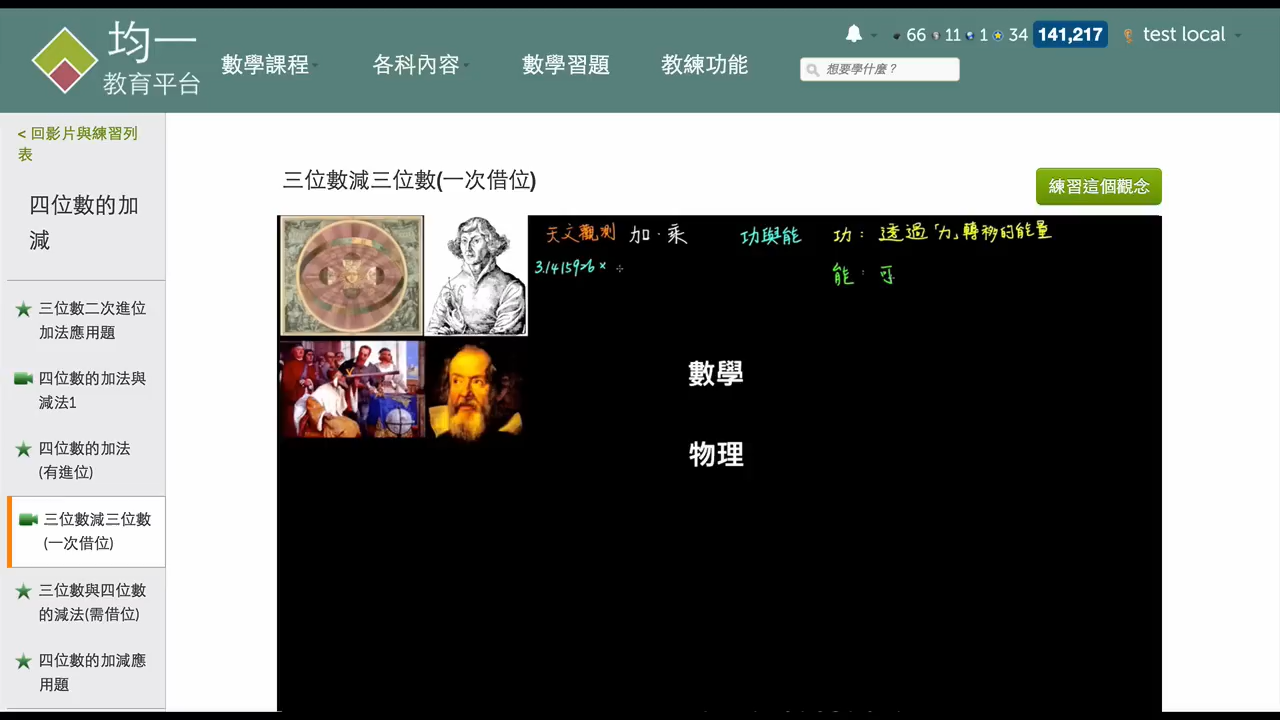 均一
教育平台
數學課程
各科內容
數學習題
教練功能
66 11 1 34 141,217 test local
想要學什麼？
< 回影片與練習列
表
四位數的加
減
三位數二次進位
加法應用題
四位數的加法與
減法1
四位數的加法
(有進位)
三位數減三位數
(一次借位)
三位數與四位數
的減法(需借位)
四位數的加減應
用題
三位數減三位數(一次借位)
練習這個觀念
天文觀測 加·乘 功與能 功：透過「力」轉移的能量
3.141596 ×
能：可
數學
物理